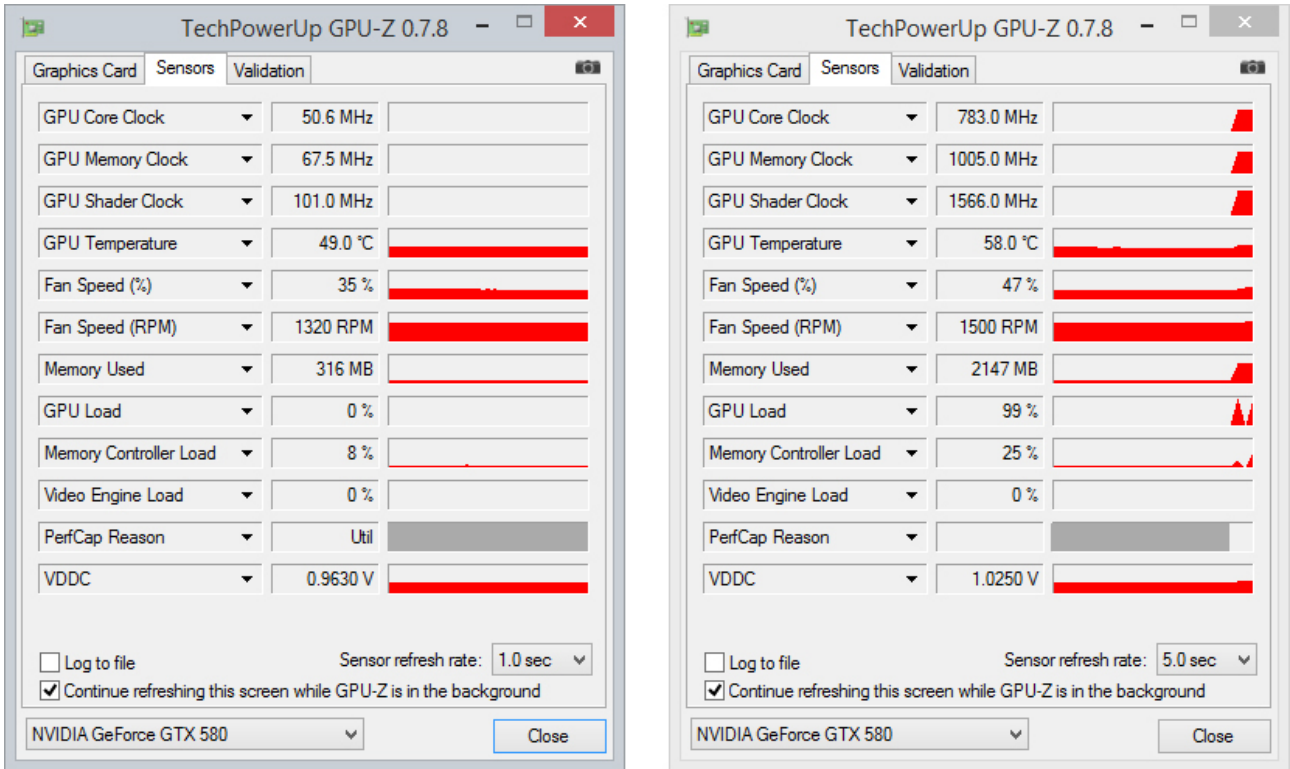 TechPowerUp GPU-Z 0.7.8
Graphics Card Sensors Validation
GPU Core Clock 50.6 MHz
GPU Memory Clock 67.5 MHz
GPU Shader Clock 101.0 MHz
GPU Temperature 49.0 °C
Fan Speed (%) 35 %
Fan Speed (RPM) 1320 RPM
Memory Used 316 MB
GPU Load 0 %
Memory Controller Load 8 %
Video Engine Load 0 %
PerfCap Reason Util
VDDC 0.9630 V
Log to file Sensor refresh rate: 1.0 sec
Continue refreshing this screen while GPU-Z is in the background
NVIDIA GeForce GTX 580 Close
TechPowerUp GPU-Z 0.7.8
Graphics Card Sensors Validation
GPU Core Clock 783.0 MHz
GPU Memory Clock 1005.0 MHz
GPU Shader Clock 1566.0 MHz
GPU Temperature 58.0 °C
Fan Speed (%) 47 %
Fan Speed (RPM) 1500 RPM
Memory Used 2147 MB
GPU Load 99 %
Memory Controller Load 25 %
Video Engine Load 0 %
PerfCap Reason
VDDC 1.0250 V
Log to file Sensor refresh rate: 5.0 sec
Continue refreshing this screen while GPU-Z is in the background
NVIDIA GeForce GTX 580 Close